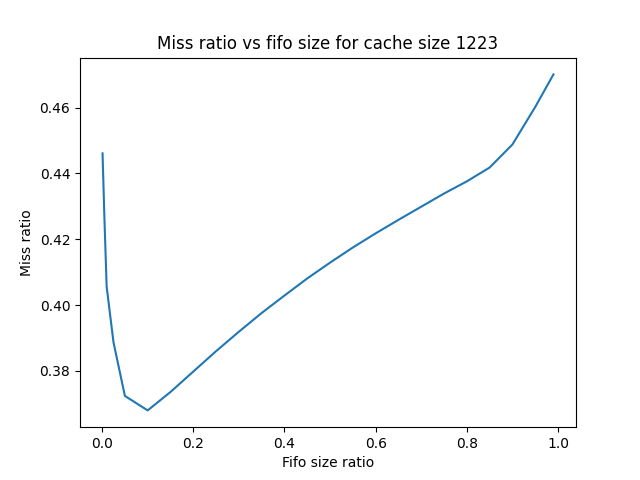 Miss ratio vs fifo size for cache size 1223
Miss ratio
0.46
0.44
0.42
0.40
0.38
0.0 0.2 0.4 0.6 0.8 1.0
Fifo size ratio